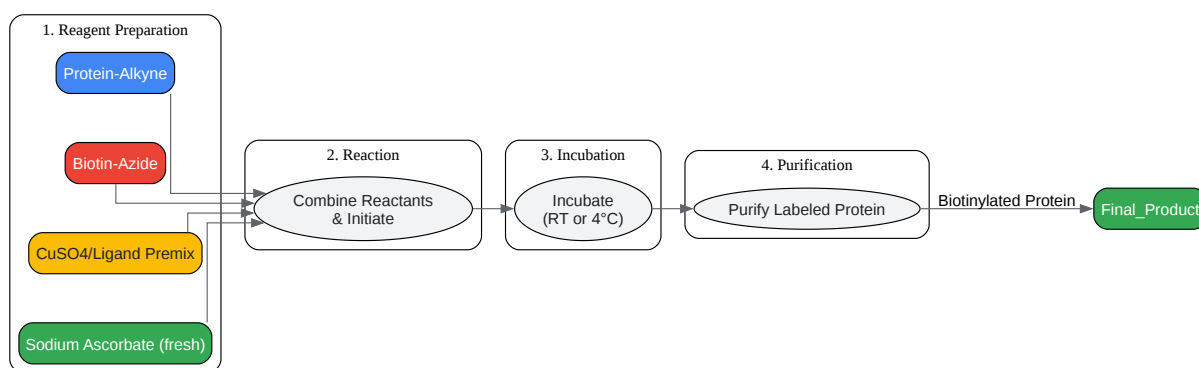 1. Reagent Preparation
Protein-Alkyne
Biotin-Azide
CuSO4/Ligand Premix
Sodium Ascorbate (fresh)
2. Reaction
Combine Reactants
& Initiate
3. Incubation
Incubate
(RT or 4°C)
4. Purification
Purify Labeled Protein
Biotinylated Protein
Final_Product